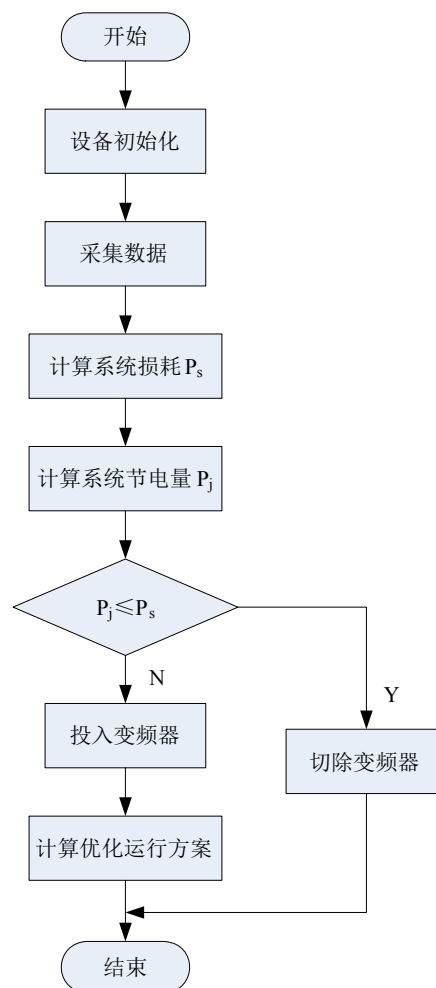 开始
设备初始化
采集数据
计算系统损耗Pₛ
计算系统节电量Pⱼ
Pⱼ≤Pₛ
N
Y
投入变频器
切除变频器
计算优化运行方案
结束